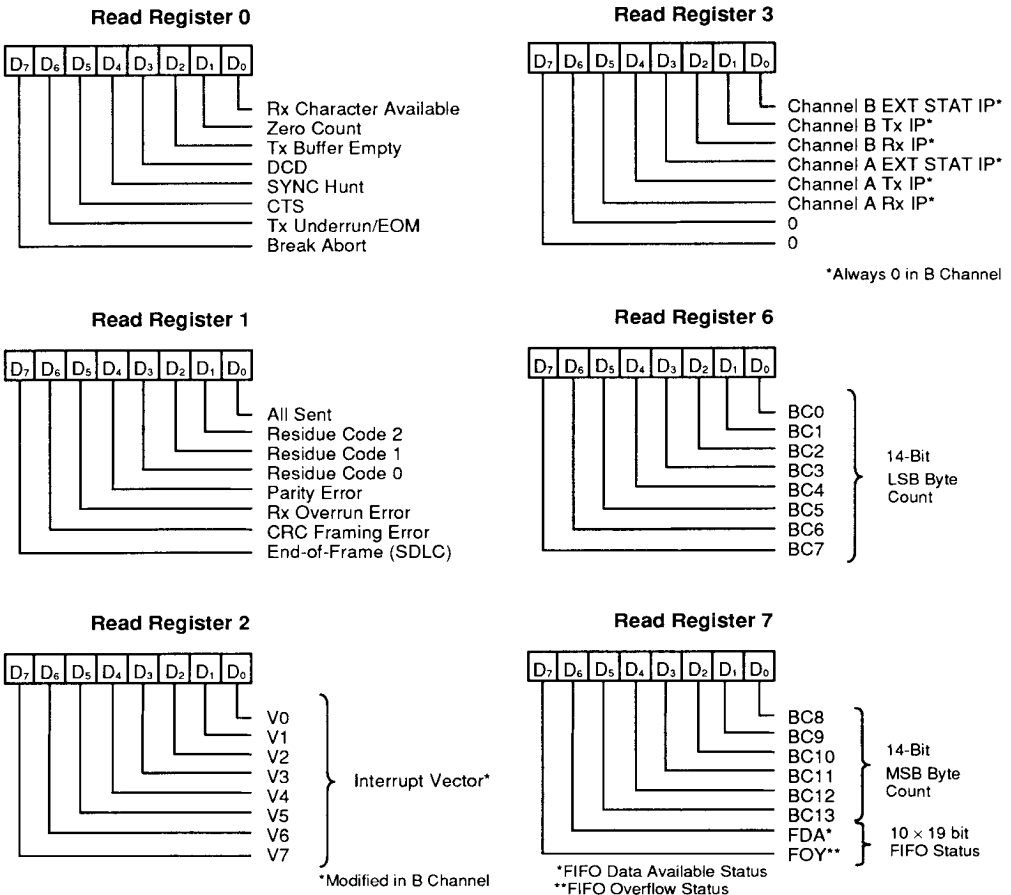 Read Register 0
D7 D6 D5 D4 D3 D2 D1 D0
Rx Character Available
Zero Count
Tx Buffer Empty
DCD
SYNC Hunt
CTS
Tx Underrun/EOM
Break Abort
Read Register 1
D7 D6 D5 D4 D3 D2 D1 D0
All Sent
Residue Code 2
Residue Code 1
Residue Code 0
Parity Error
Rx Overrun Error
CRC Framing Error
End-of-Frame (SDLC)
Read Register 2
D7 D6 D5 D4 D3 D2 D1 D0
V0
V1
V2
V3
V4
V5
V6
V7
Interrupt Vector*
*Modified in B Channel
Read Register 3
D7 D6 D5 D4 D3 D2 D1 D0
Channel B EXT STAT IP*
Channel B Tx IP*
Channel B Rx IP*
Channel A EXT STAT IP*
Channel A Tx IP*
Channel A Rx IP*
0
0
*Always 0 in B Channel
Read Register 6
D7 D6 D5 D4 D3 D2 D1 D0
BC0
BC1
BC2
BC3
BC4
BC5
BC6
BC7
14-Bit
LSB Byte
Count
Read Register 7
D7 D6 D5 D4 D3 D2 D1 D0
BC8
BC9
BC10
BC11
BC12
BC13
FDA*
FOY**
14-Bit
MSB Byte
Count
10 × 19 bit
FIFO Status
*FIFO Data Available Status
**FIFO Overflow Status